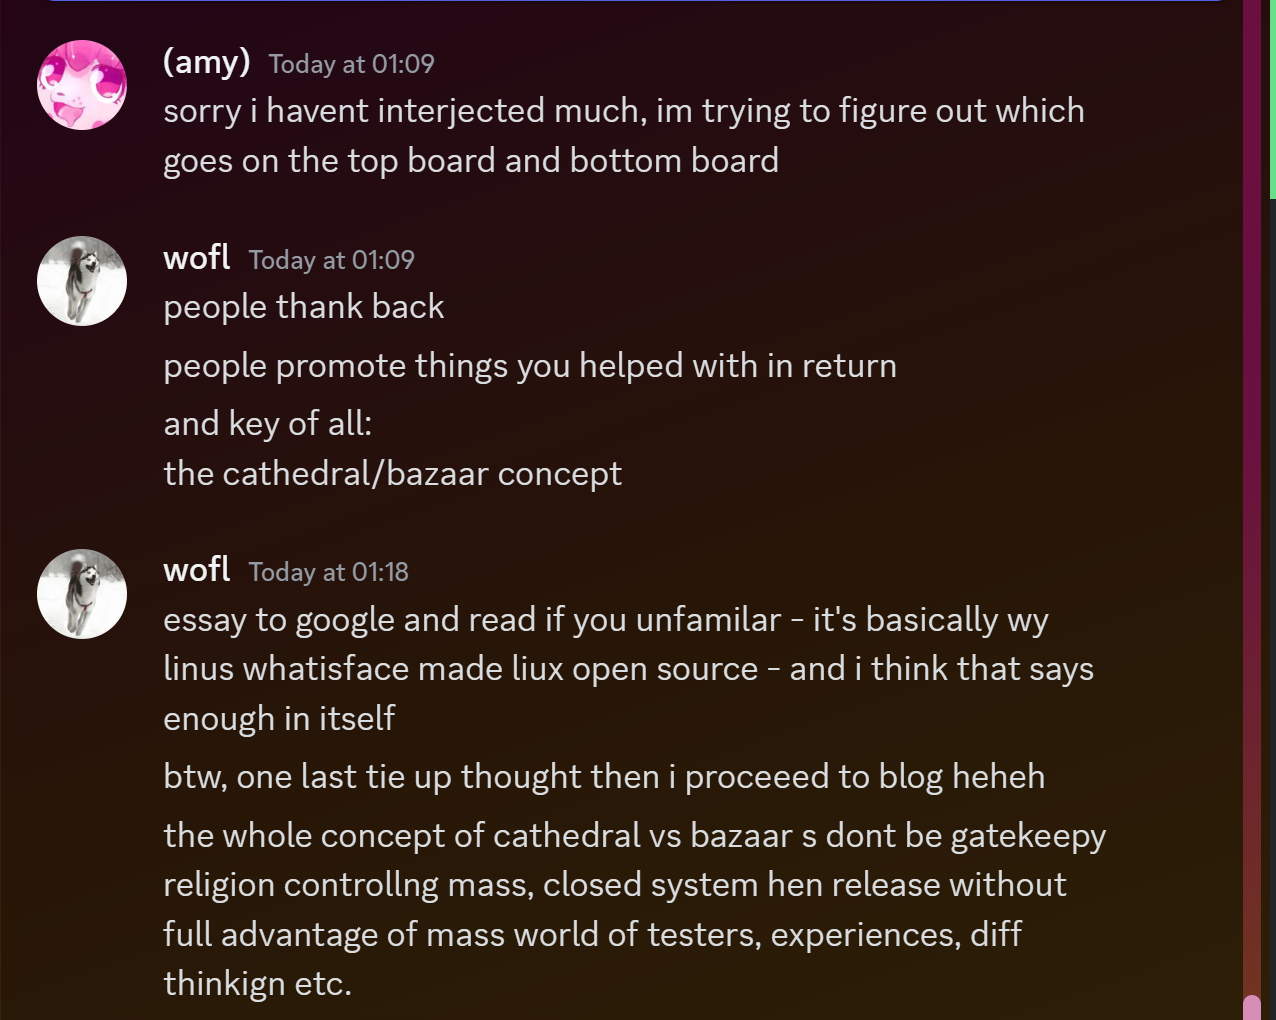 (amy) Today at 01:09
sorry i havent interjected much, im trying to figure out which
goes on the top board and bottom board
wofl Today at 01:09
people thank back
people promote things you helped with in return
and key of all:
the cathedral/bazaar concept
wofl Today at 01:18
essay to google and read if you unfamilar - it's basically wy
linus whatisface made liux open source - and i think that says
enough in itself
btw, one last tie up thought then i proceeed to blog heheh
the whole concept of cathedral vs bazaar s dont be gatekeepy
religion controllng mass, closed system hen release without
full advantage of mass world of testers, experiences, diff
thinkign etc.